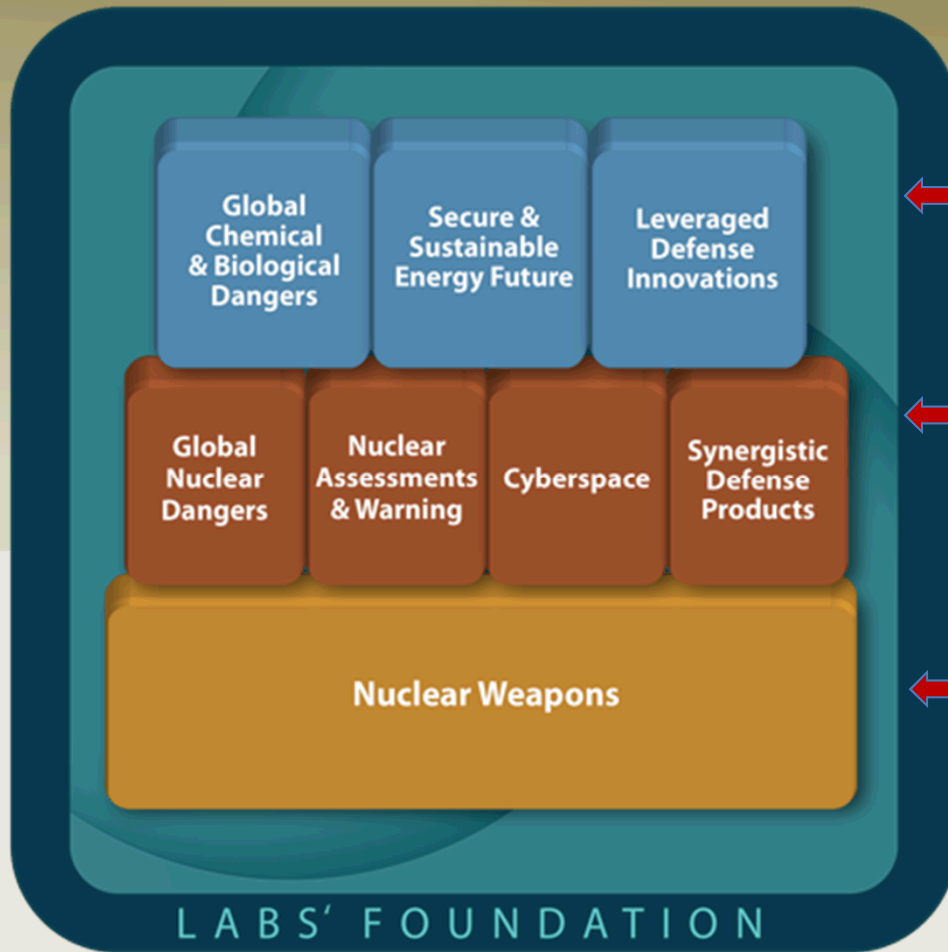 Global
Chemical
& Biological
Dangers
Secure &
Sustainable
Energy Future
Leveraged
Defense
Innovations
Global
Nuclear
Dangers
Nuclear
Assessments
& Warning
Cyberspace
Synergistic
Defense
Products
Nuclear Weapons
LABS‘ FOUNDATION